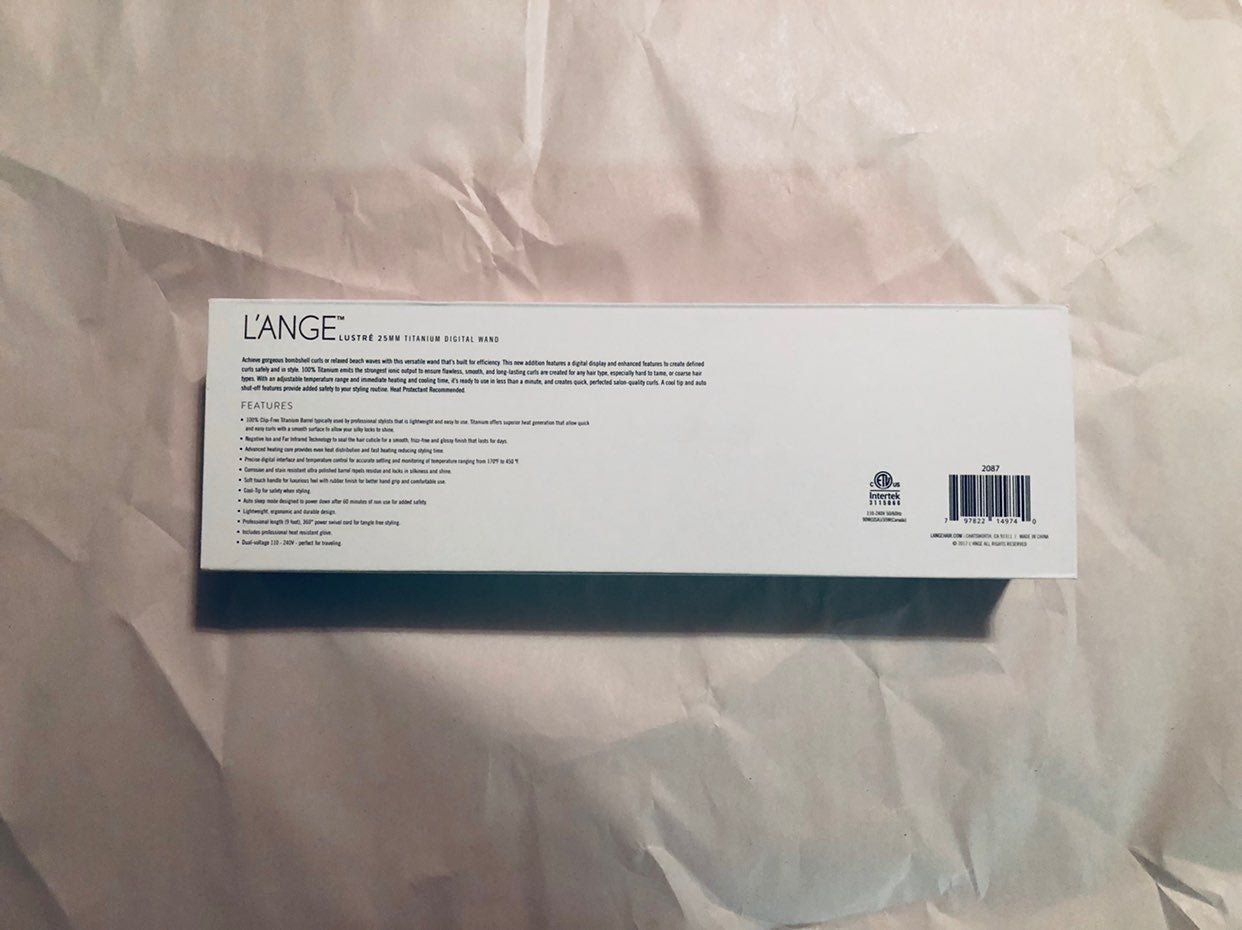 L'ANGE™ LUSTRÉ 25MM TITANIUM DIGITAL WAND
Achieve gorgeous bombshell curls or relaxed beach waves with this versatile wand that's built for efficiency. This new addition features a digital display and enhanced features to create defined
curls safely and in style. 100% Titanium emits the strongest ionic output to ensure flawless, smooth, and long-lasting curls are created for any hair type, especially hard to tame, or coarse hair
types. With an adjustable temperature range and immediate heating and cooling time, it's ready to use in less than a minute, and creates quick, perfected salon-quality curls. A cool tip and auto
shut-off features provide added safety to your styling routine. Heat Protectant Recommended.
FEATURES
• 100% Clip-Free Titanium Barrel typically used by professional stylists that is lightweight and easy to use. Titanium offers superior heat generation that allow quick
and easy curls with a smooth surface to allow your silky locks to shine.
• Negative Ion and Far Infrared Technology to seal the hair cuticle for a smooth, frizz-free and glossy finish that lasts for days.
• Advanced heating core provides even heat distribution and fast heating reducing styling time.
• Precise digital interface and temperature control for accurate setting and monitoring of temperature ranging from 170°F to 450 °F
• Corrosion and stain resistant ultra polished barrel repels residue and locks in silkiness and shine.
• Soft touch handle for luxurious feel with rubber finish for better hand grip and comfortable use.
• Cool-Tip for safety when styling.
• Auto sleep mode designed to power down after 60 minutes of non use for added safety.
• Lightweight, ergonomic and durable design.
• Professional length (9 foot), 360° power swivel cord for tangle free styling.
• Includes professional heat resistant glove.
• Dual-voltage 110 - 240V - perfect for traveling.
C ETL US
Intertek
3115066
110-240V 50/60Hz
2087
7 97822 14974 0
LANGEHAIR.COM | CHATSWORTH, CA 91311 | MADE IN CHINA
© 2017 L'ANGE ALL RIGHTS RESERVED